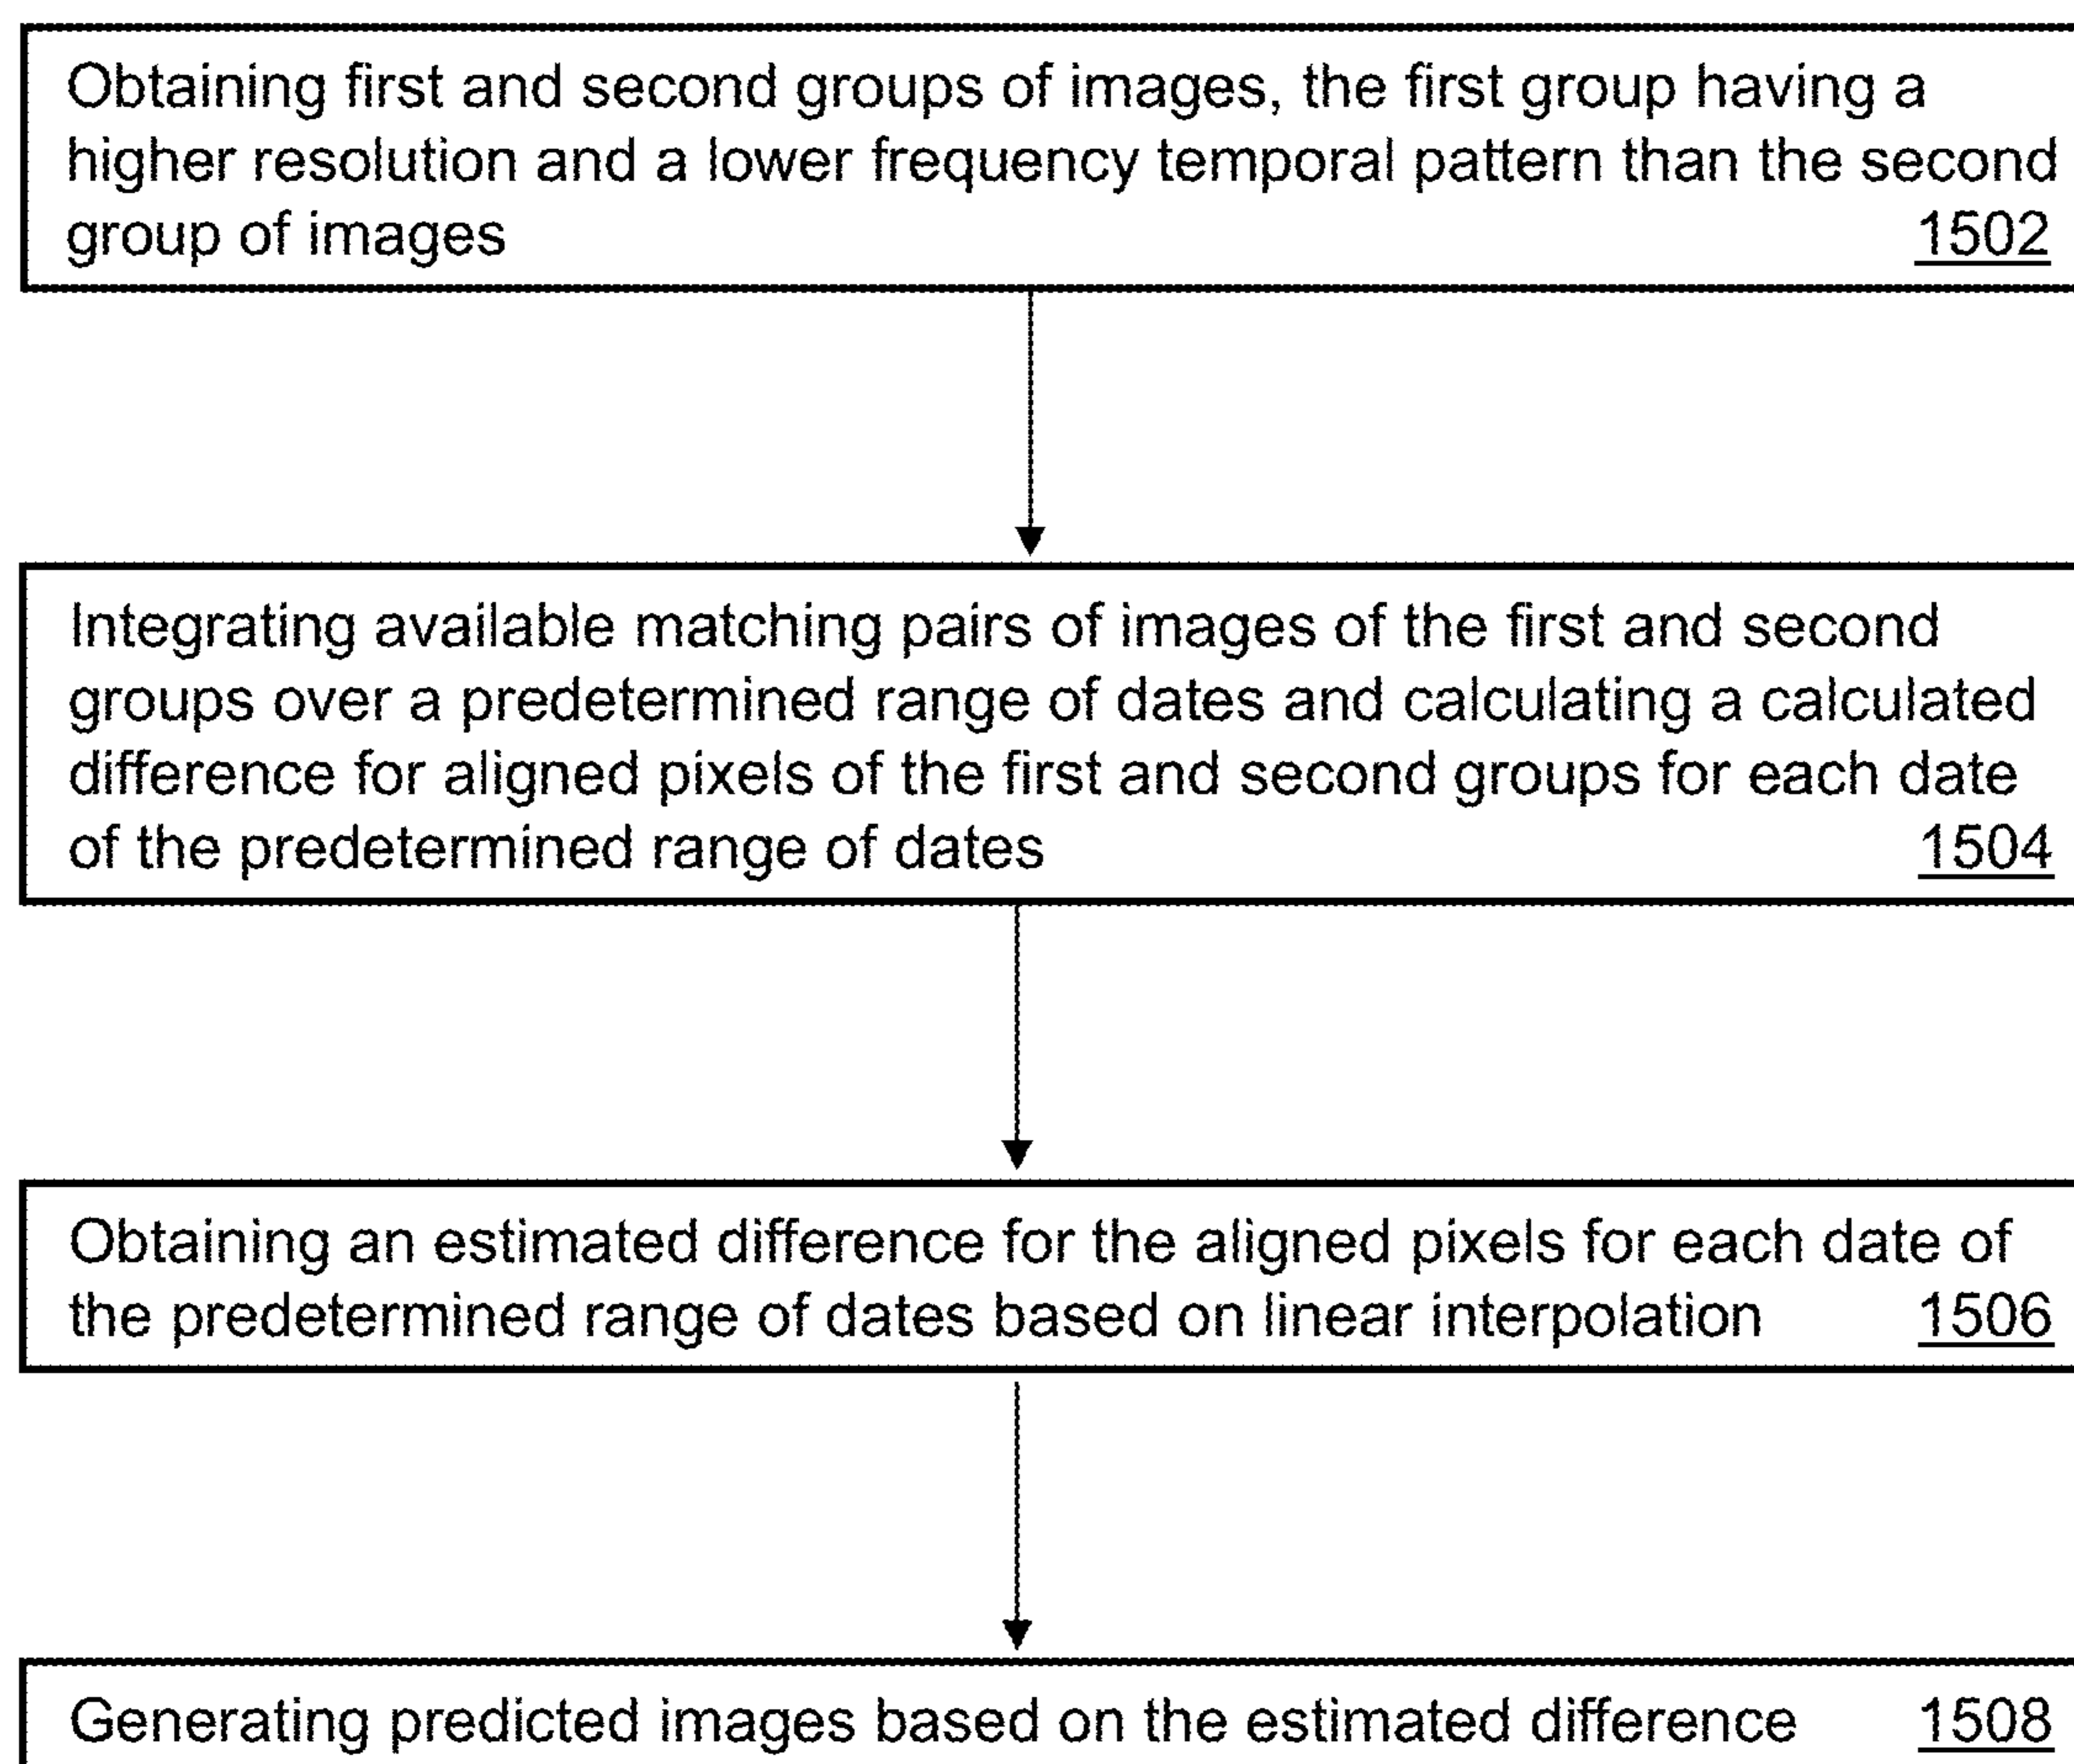 Obtaining first and second groups of images, the first group having a
higher resolution and a lower frequency temporal pattern than the second
group of images 1502
Integrating available matching pairs of images of the first and second
groups over a predetermined range of dates and calculating a calculated
difference for aligned pixels of the first and second groups for each date
of the predetermined range of dates 1504
Obtaining an estimated difference for the aligned pixels for each date of
the predetermined range of dates based on linear interpolation 1506
Generating predicted images based on the estimated difference 1508